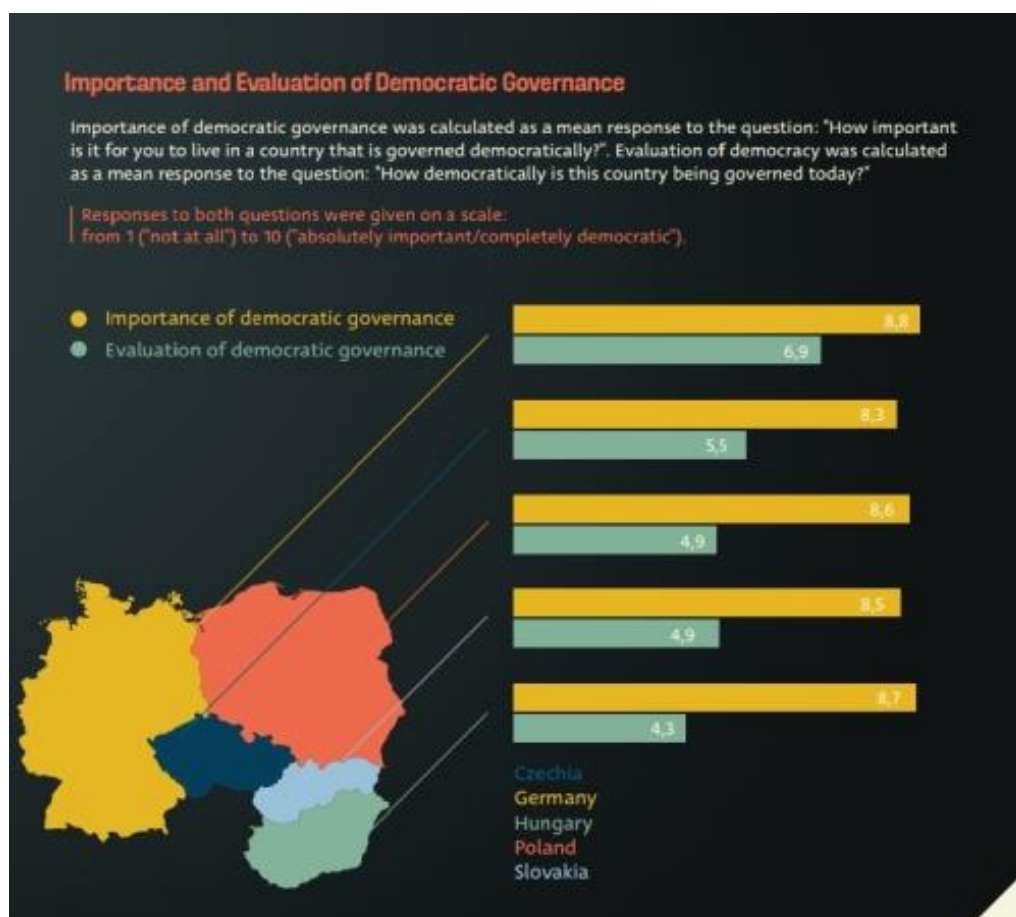 Importance and Evaluation of Democratic Governance
Importance of democratic governance was calculated as a mean response to the question: "How important
is it for you to live in a country that is governed democratically?". Evaluation of democracy was calculated
as a mean response to the question: "How democratically is this country being governed today?"
Responses to both questions were given on a scale:
from 1 ("not at all") to 10 ("absolutely important/completely democratic").
Importance of democratic governance
Evaluation of democratic governance
8,8
6,9
8,3
5,5
8,6
4,9
8,5
4,9
8,7
4,3
Czechia
Germany
Hungary
Poland
Slovakia